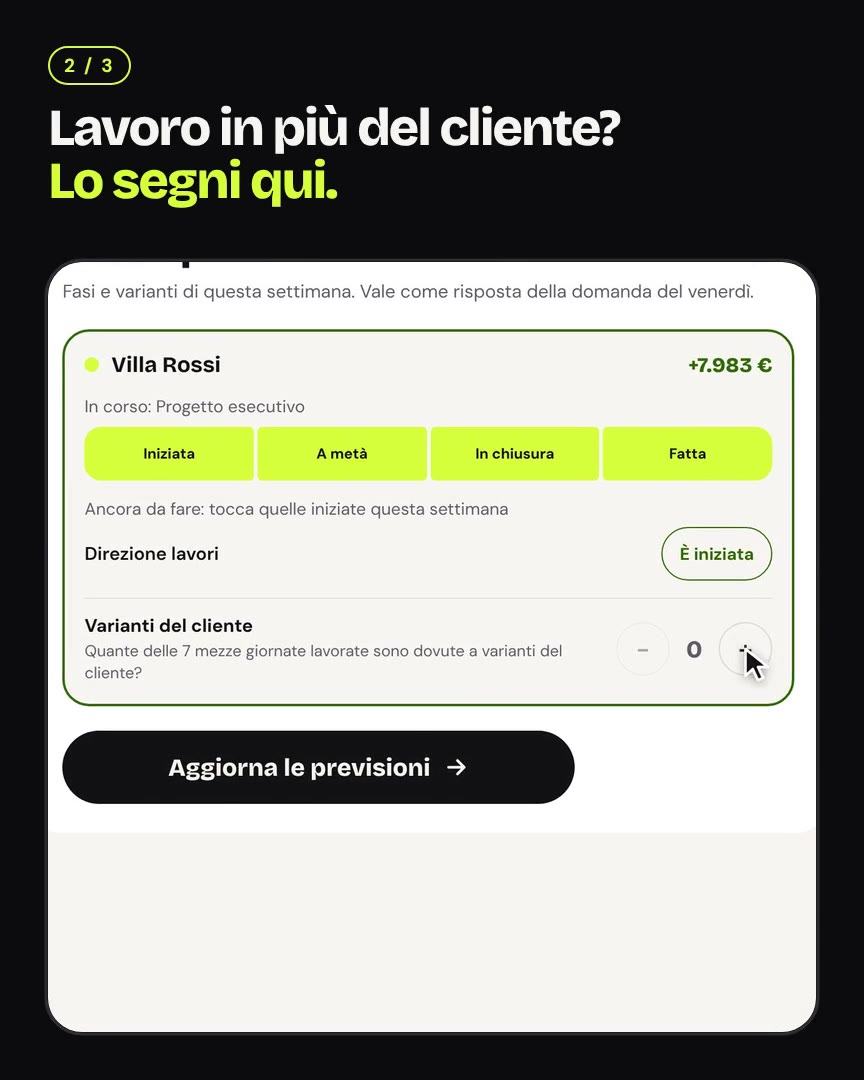 2 / 3
Lavoro in più del cliente?
Lo segni qui.
Fasi e varianti di questa settimana. Vale come risposta della domanda del venerdì.
Villa Rossi
+7.983 €
In corso: Progetto esecutivo
Iniziata
A metà
In chiusura
Fatta
Ancora da fare: tocca quelle iniziate questa settimana
Direzione lavori
È iniziata
Varianti del cliente
Quante delle 7 mezze giornate lavorate sono dovute a varianti del
cliente?
− 0 +
Aggiorna le previsioni →